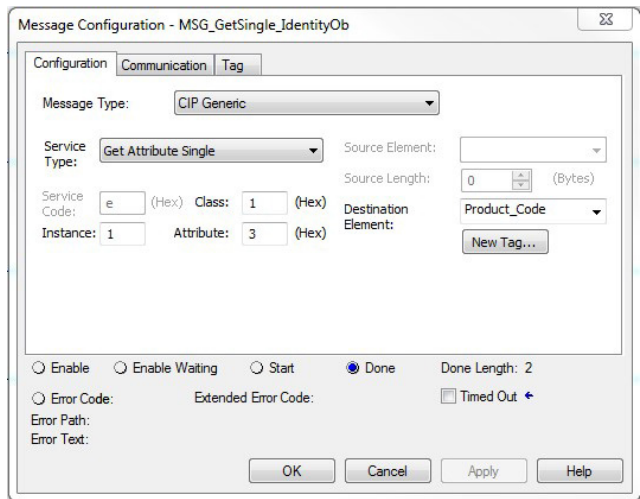 Message Configuration - MSG_GetSingle_IdentityOb
Configuration Communication Tag
Message Type: CIP Generic
Service Type: Get Attribute Single Source Element:
Source Length: 0 (Bytes)
Service Code: e (Hex) Class: 1 (Hex) Destination Element: Product_Code
Instance: 1 Attribute: 3 (Hex)
New Tag...
Enable Enable Waiting Start Done Done Length: 2
Error Code: Extended Error Code: Timed Out
Error Path:
Error Text:
OK Cancel Apply Help